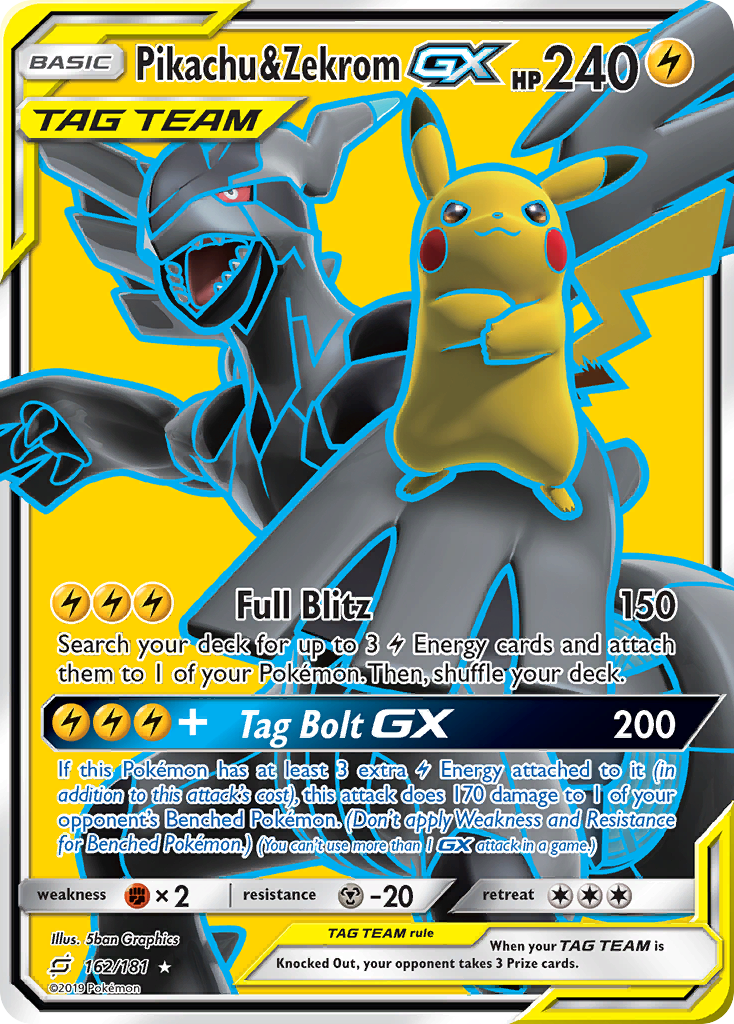 BASIC Pikachu&Zekrom GX HP240
TAG TEAM
Full Blitz 150
Search your deck for up to 3 Energy cards and attach
them to 1 of your Pokémon. Then, shuffle your deck.
+ Tag Bolt GX 200
If this Pokémon has at least 3 extra Energy attached to it (in
addition to this attack's cost), this attack does 170 damage to 1 of your
opponent's Benched Pokémon. (Don't apply Weakness and Resistance
for Benched Pokémon.) (You can't use more than 1 GX attack in a game.)
weakness ×2 resistance -20 retreat
Illus. 5ban Graphics
162/181 ★
©2019 Pokémon
TAG TEAM rule
When your TAG TEAM is
Knocked Out, your opponent takes 3 Prize cards.